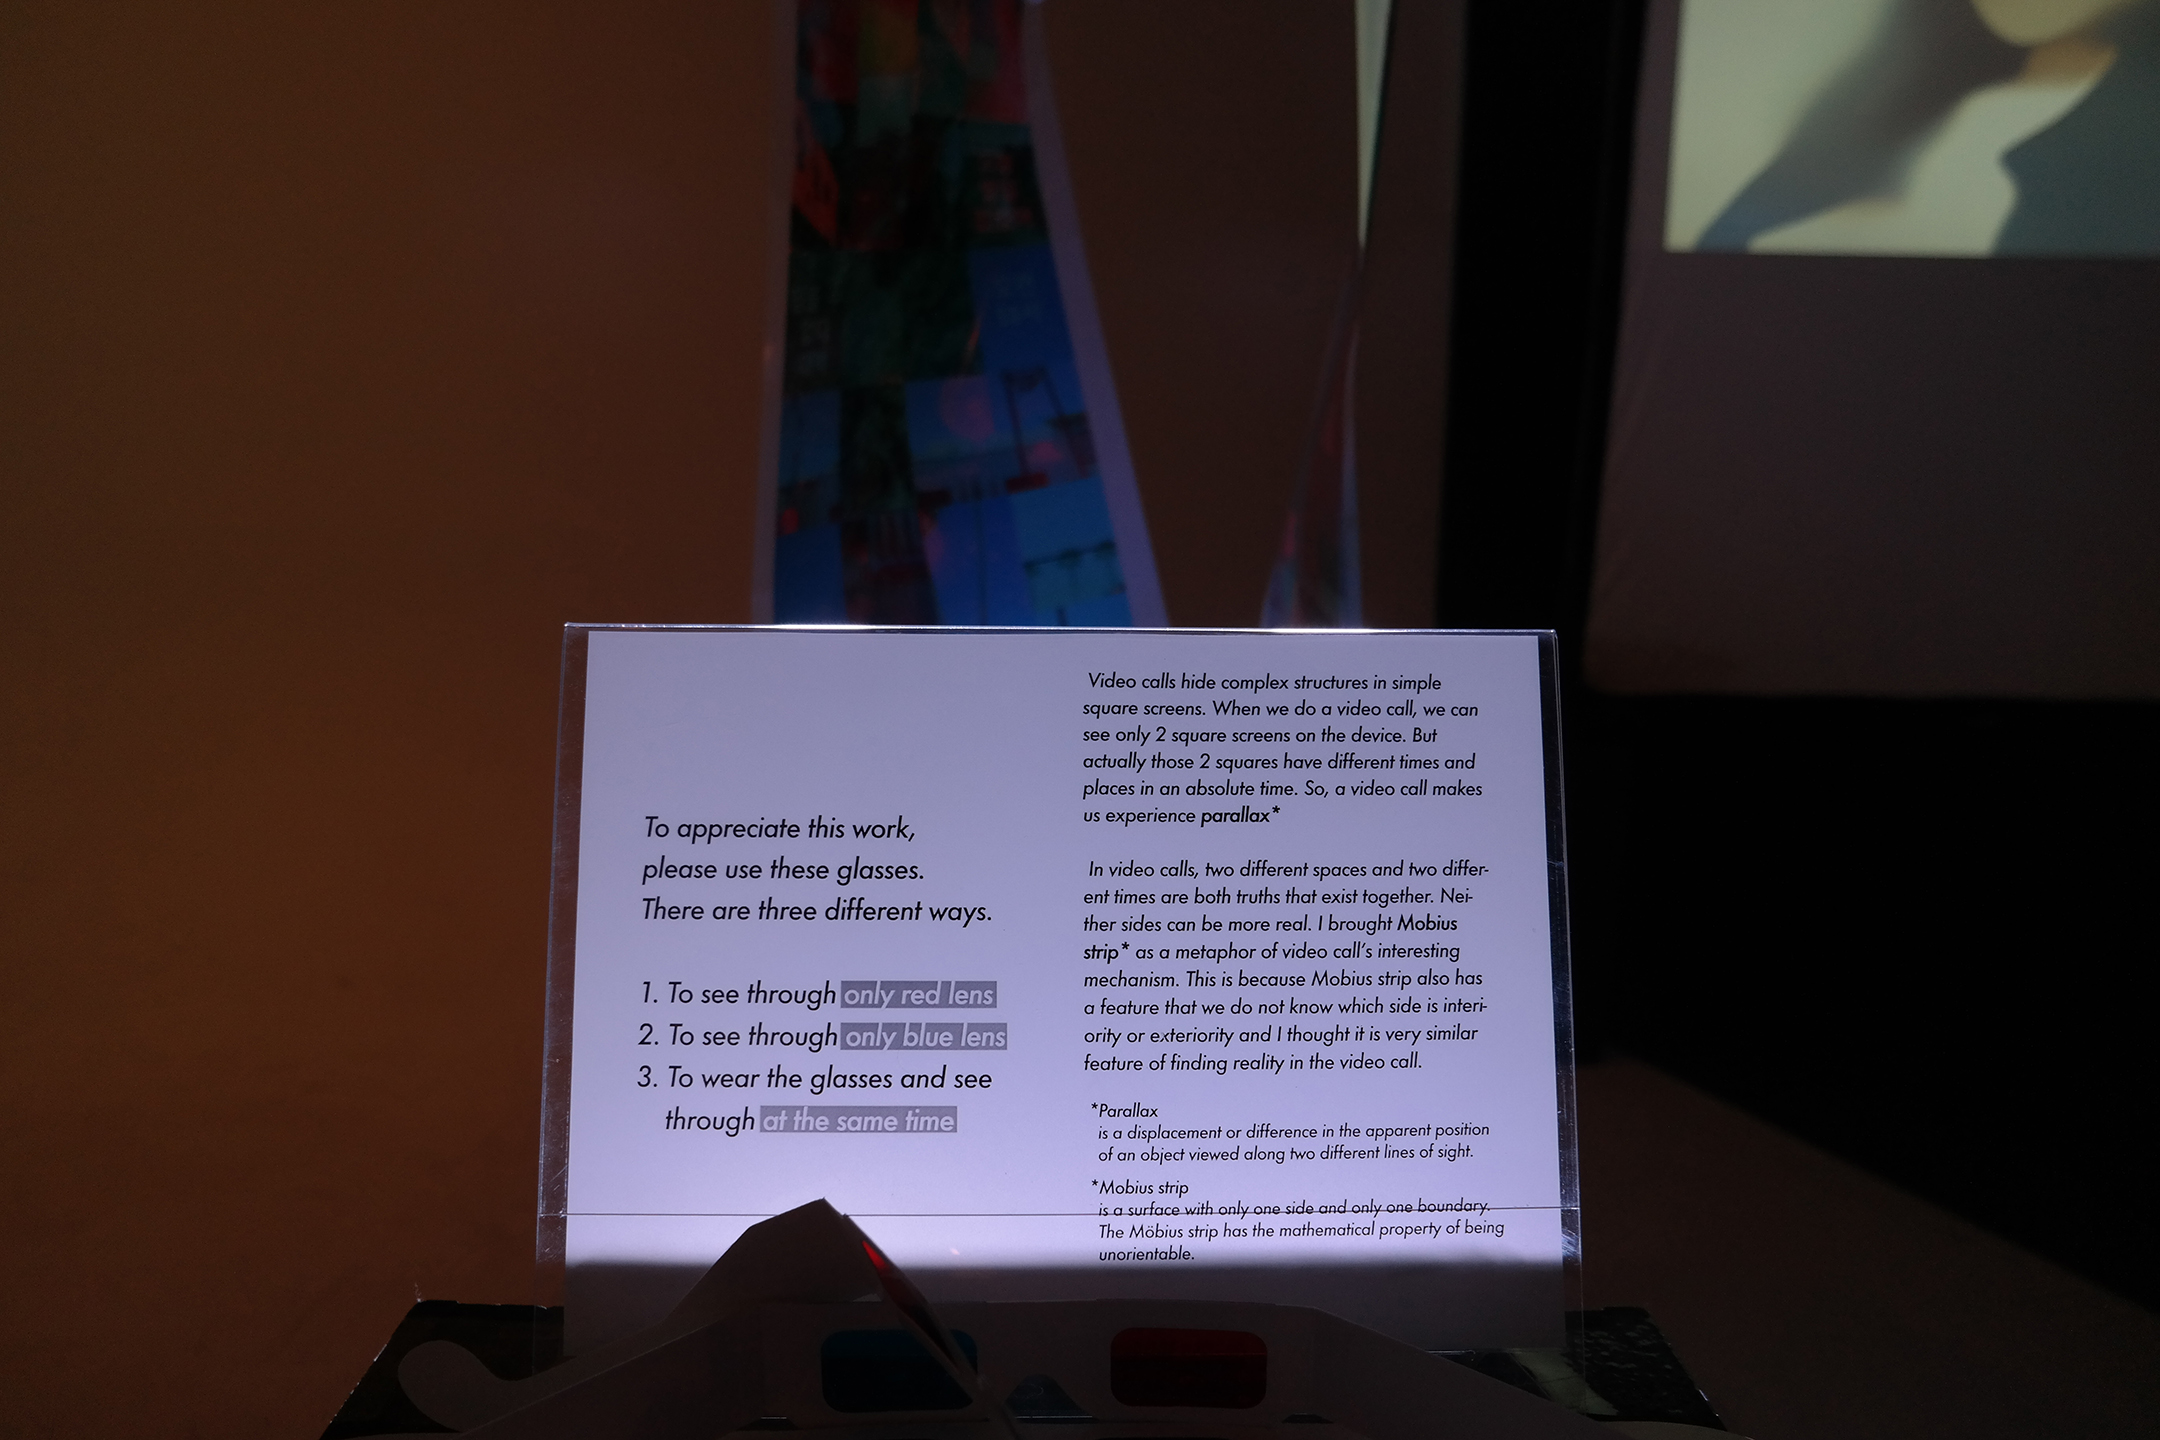 To appreciate this work,
please use these glasses.
There are three different ways.
1. To see through only red lens
2. To see through only blue lens
3. To wear the glasses and see
through at the same time
Video calls hide complex structures in simple
square screens. When we do a video call, we can
see only 2 square screens on the device. But
actually those 2 squares have different times and
places in an absolute time. So, a video call makes
us experience parallax*
In video calls, two different spaces and two differ-
ent times are both truths that exist together. Nei-
ther sides can be more real. I brought Mobius
strip* as a metaphor of video call's interesting
mechanism. This is because Mobius strip also has
a feature that we do not know which side is interi-
ority or exteriority and I thought it is very similar
feature of finding reality in the video call.
*Parallax
is a displacement or difference in the apparent position
of an object viewed along two different lines of sight.
*Mobius strip
is a surface with only one side and only one boundary.
The Möbius strip has the mathematical property of being
unorientable.